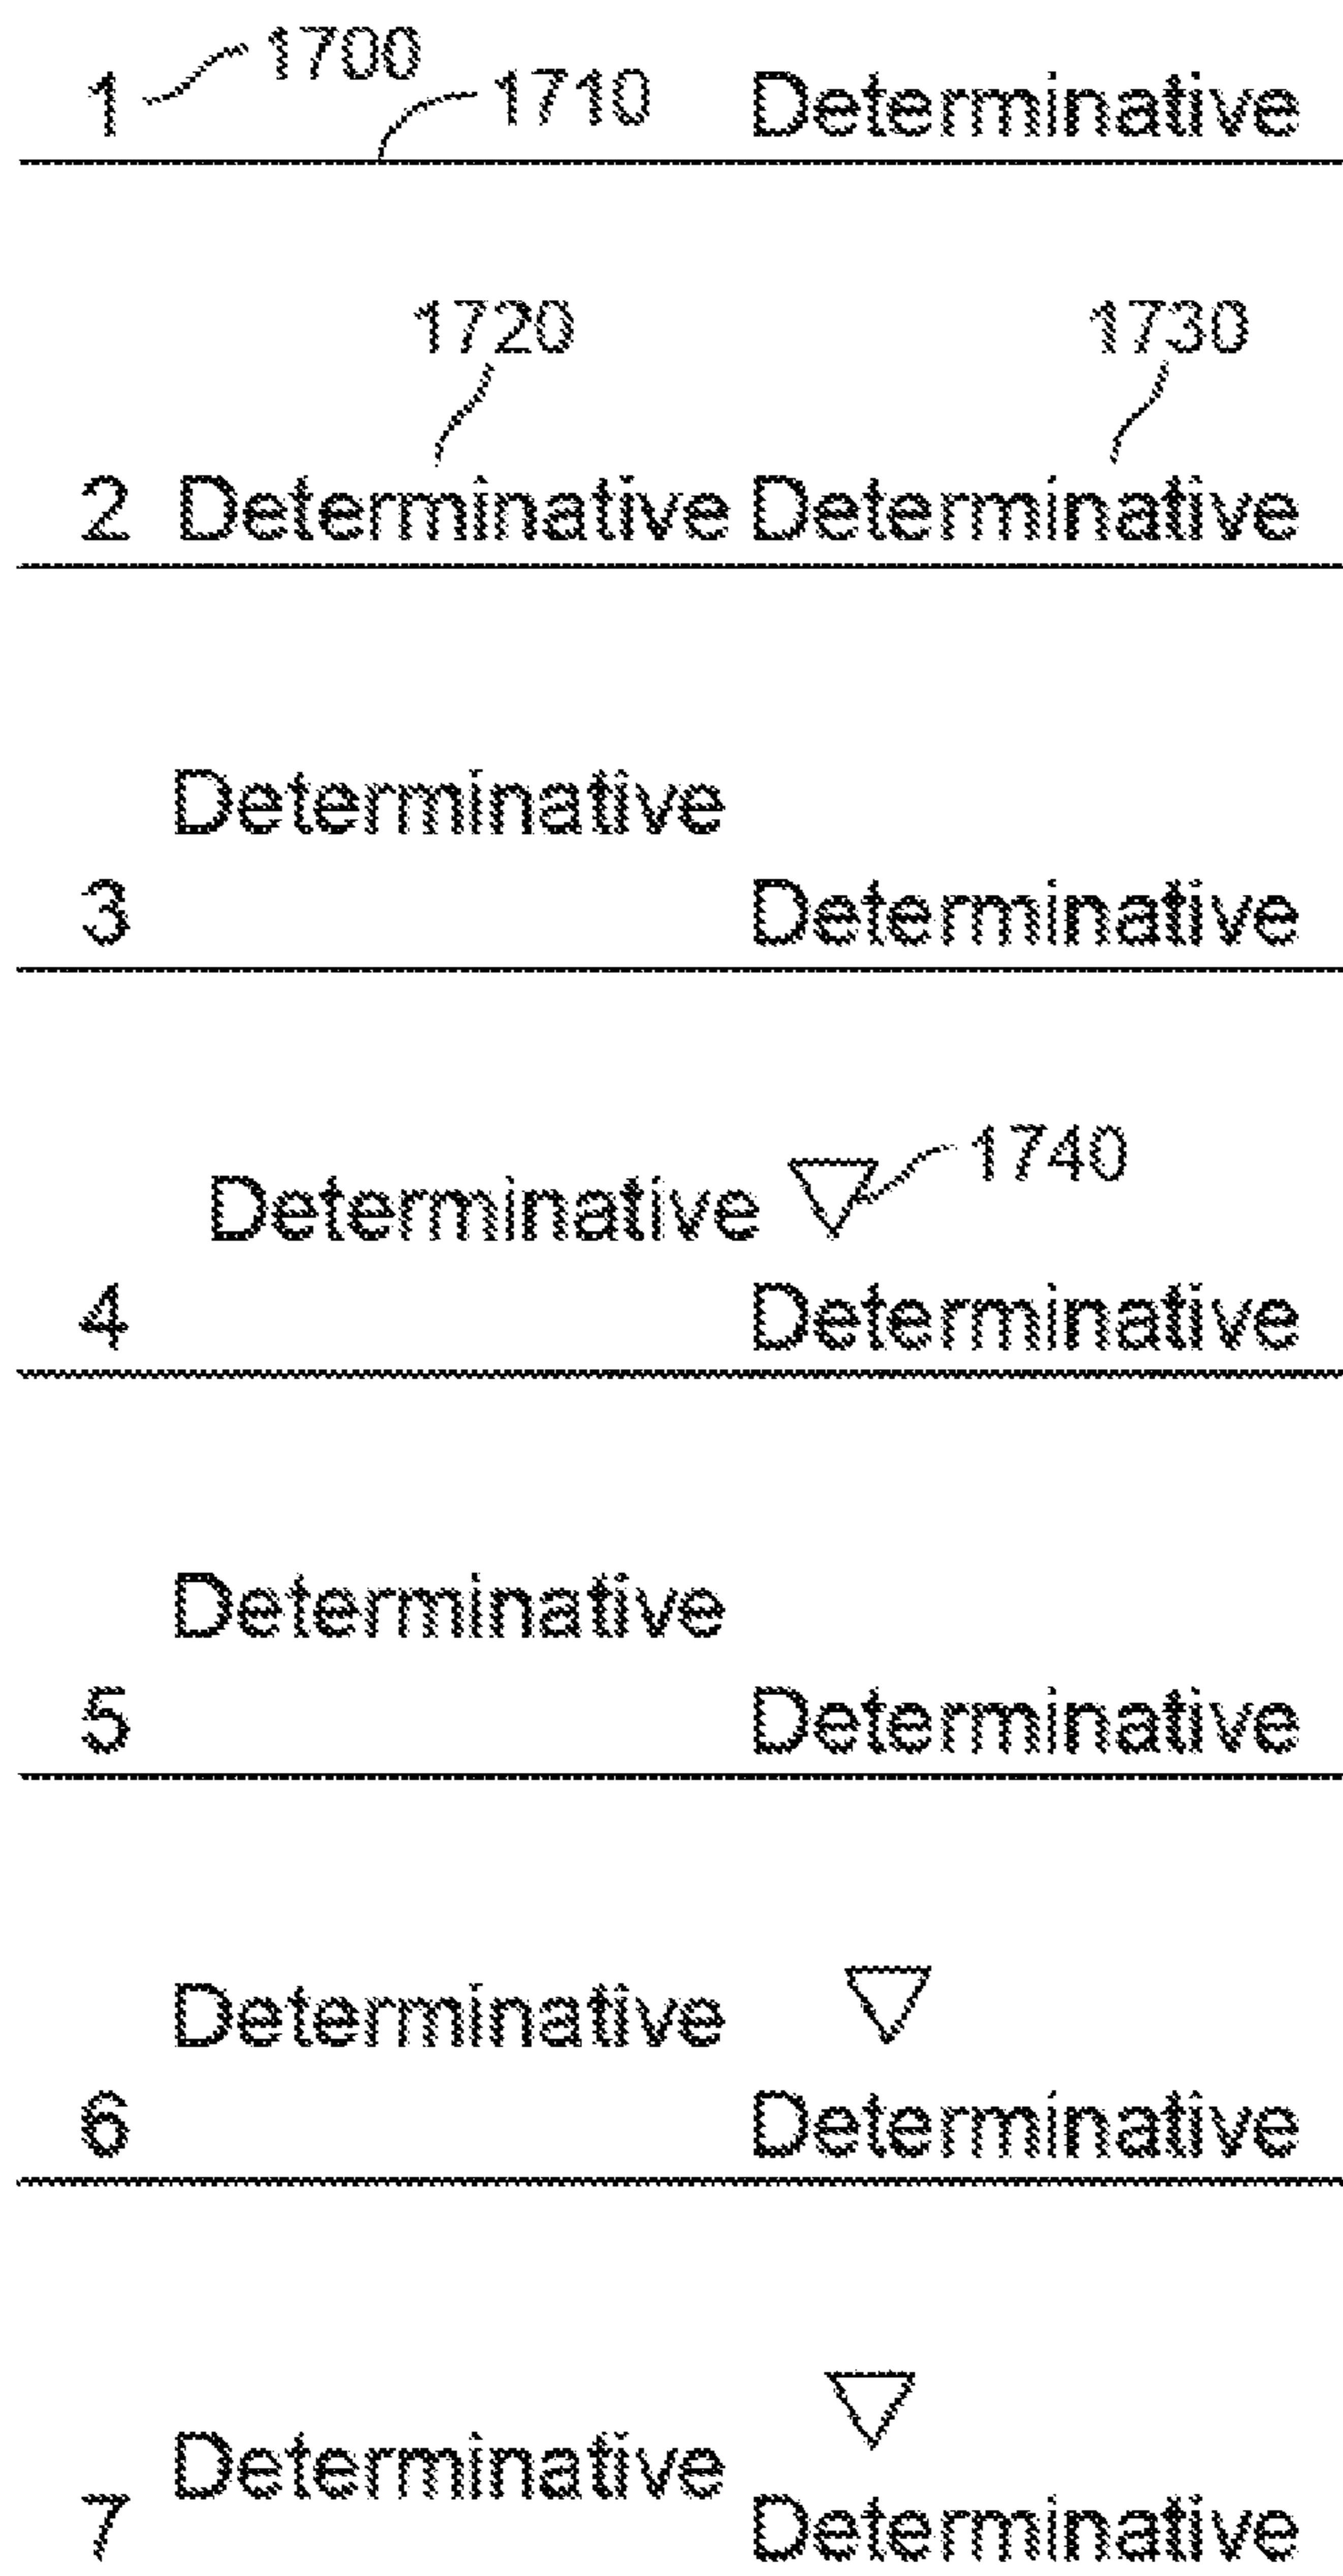 1 1700 1710 Determinative
1720 1730
2 Determinative Determinative
Determinative
3 Determinative
Determinative 1740
4 Determinative
Determinative
5 Determinative
Determinative
6 Determinative
Determinative
7 Determinative